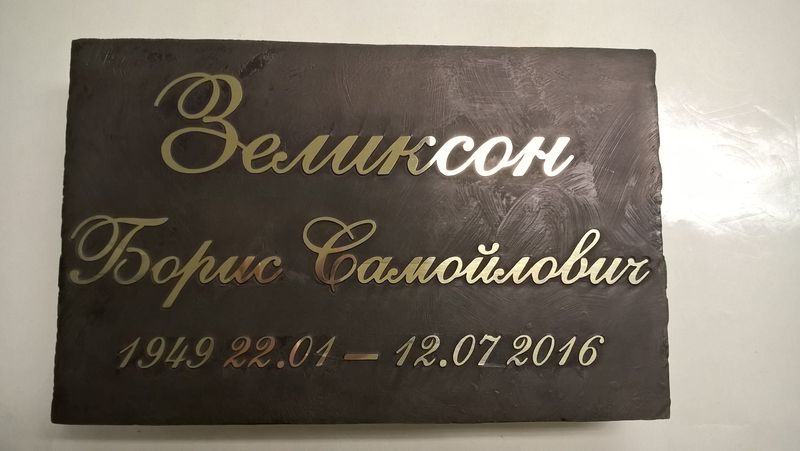 Зеликсон
Борис Самойлович
1949 22.01 — 12.07 2016